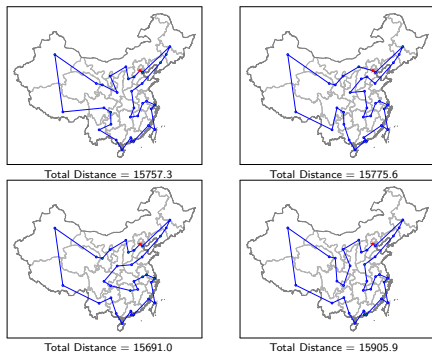 Total Distance = 15757.3
Total Distance = 15775.6
Total Distance = 15691.0
Total Distance = 15905.9